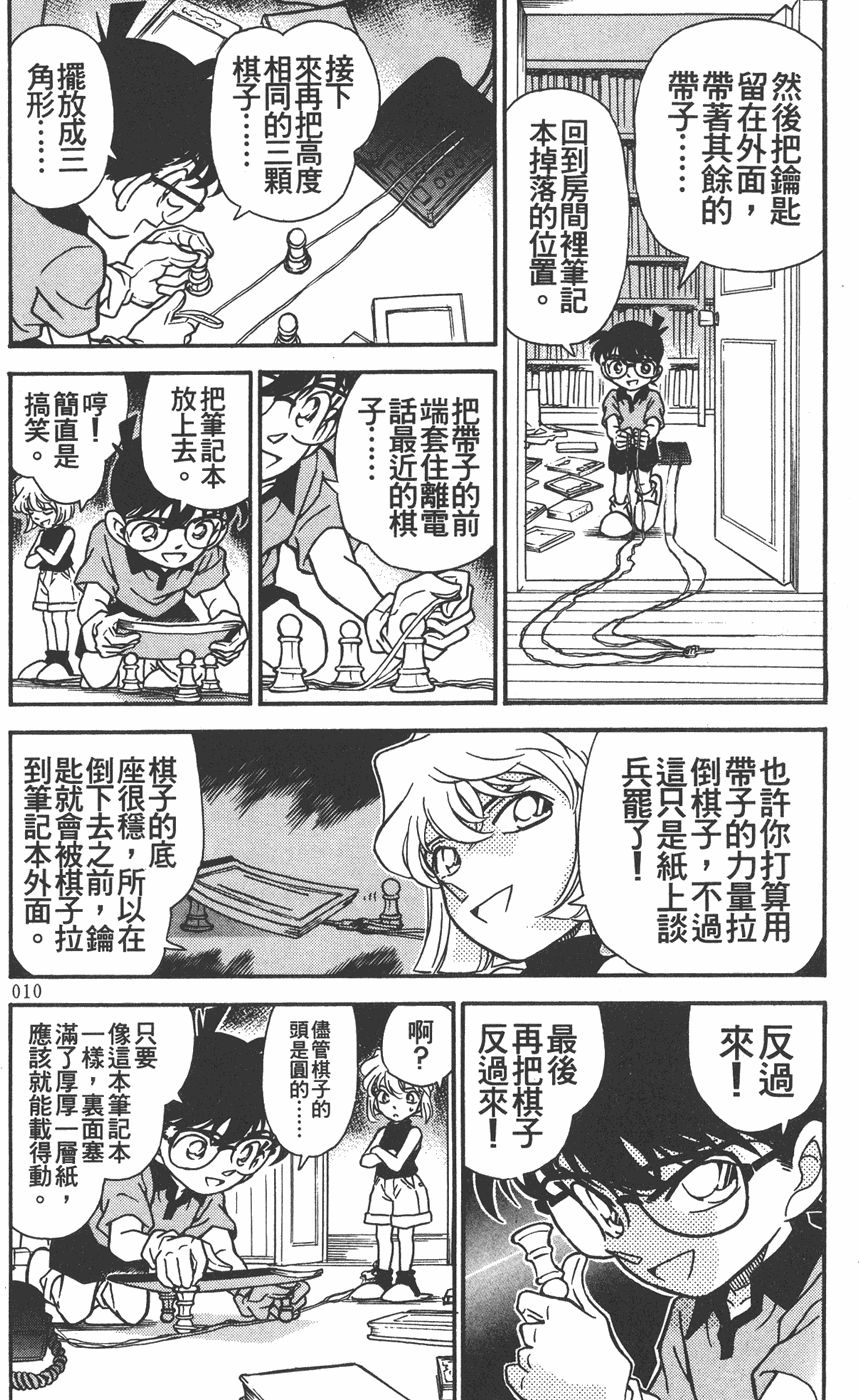 然後把鑰匙
留在外面，
帶著其餘的
帶子……
回到房間裡筆記
本掉落的位置。
接下
來再把高度
相同的三顆
棋子……
擺放成三
角形……
把帶子的前
端套住離電
話最近的棋
子……
把筆記本
放上去。
哼！
簡直是
搞笑。
也許你打算用
帶子的力量拉
倒棋子，不過
這只是紙上談
兵罷了！
棋子的底
座很穩，所以在
倒下去之前，鑰
匙就會被棋子拉
到筆記本外面。
010
反過
來！
最後
再把棋子
反過來！
啊？
儘管棋子的
頭是圓的…
只要
像這本筆記本
一樣，裏面塞
滿了厚厚一層紙，
應該就能載得動。